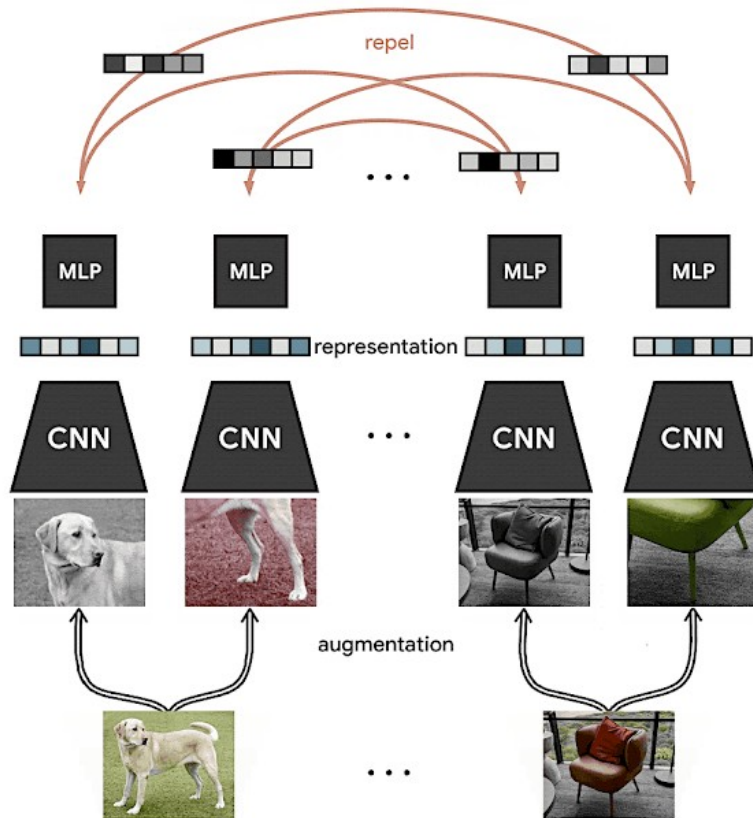 repel
...
MLP
MLP
MLP
MLP
representation
CNN
CNN
...
CNN
CNN
augmentation
...